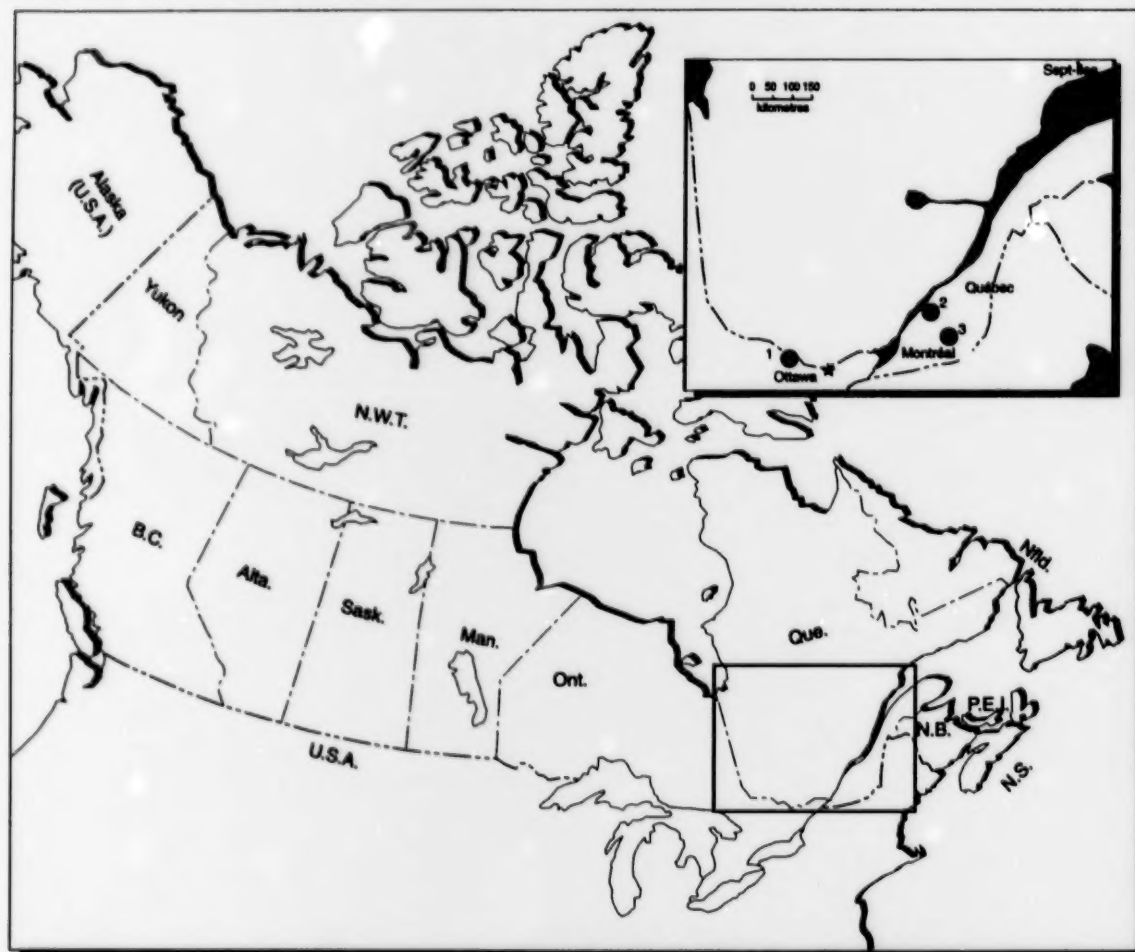 Alaska
(U.S.A.)
Yukon
N.W.T.
B.C.
Alta.
Sask.
Man.
Ont.
Que.
Nfld.
P.E.I.
N.B.
N.S.
U.S.A.
Sept-Iles
0 50 100 150
kilometres
Québec
2
3
Montréal
1
Ottawa